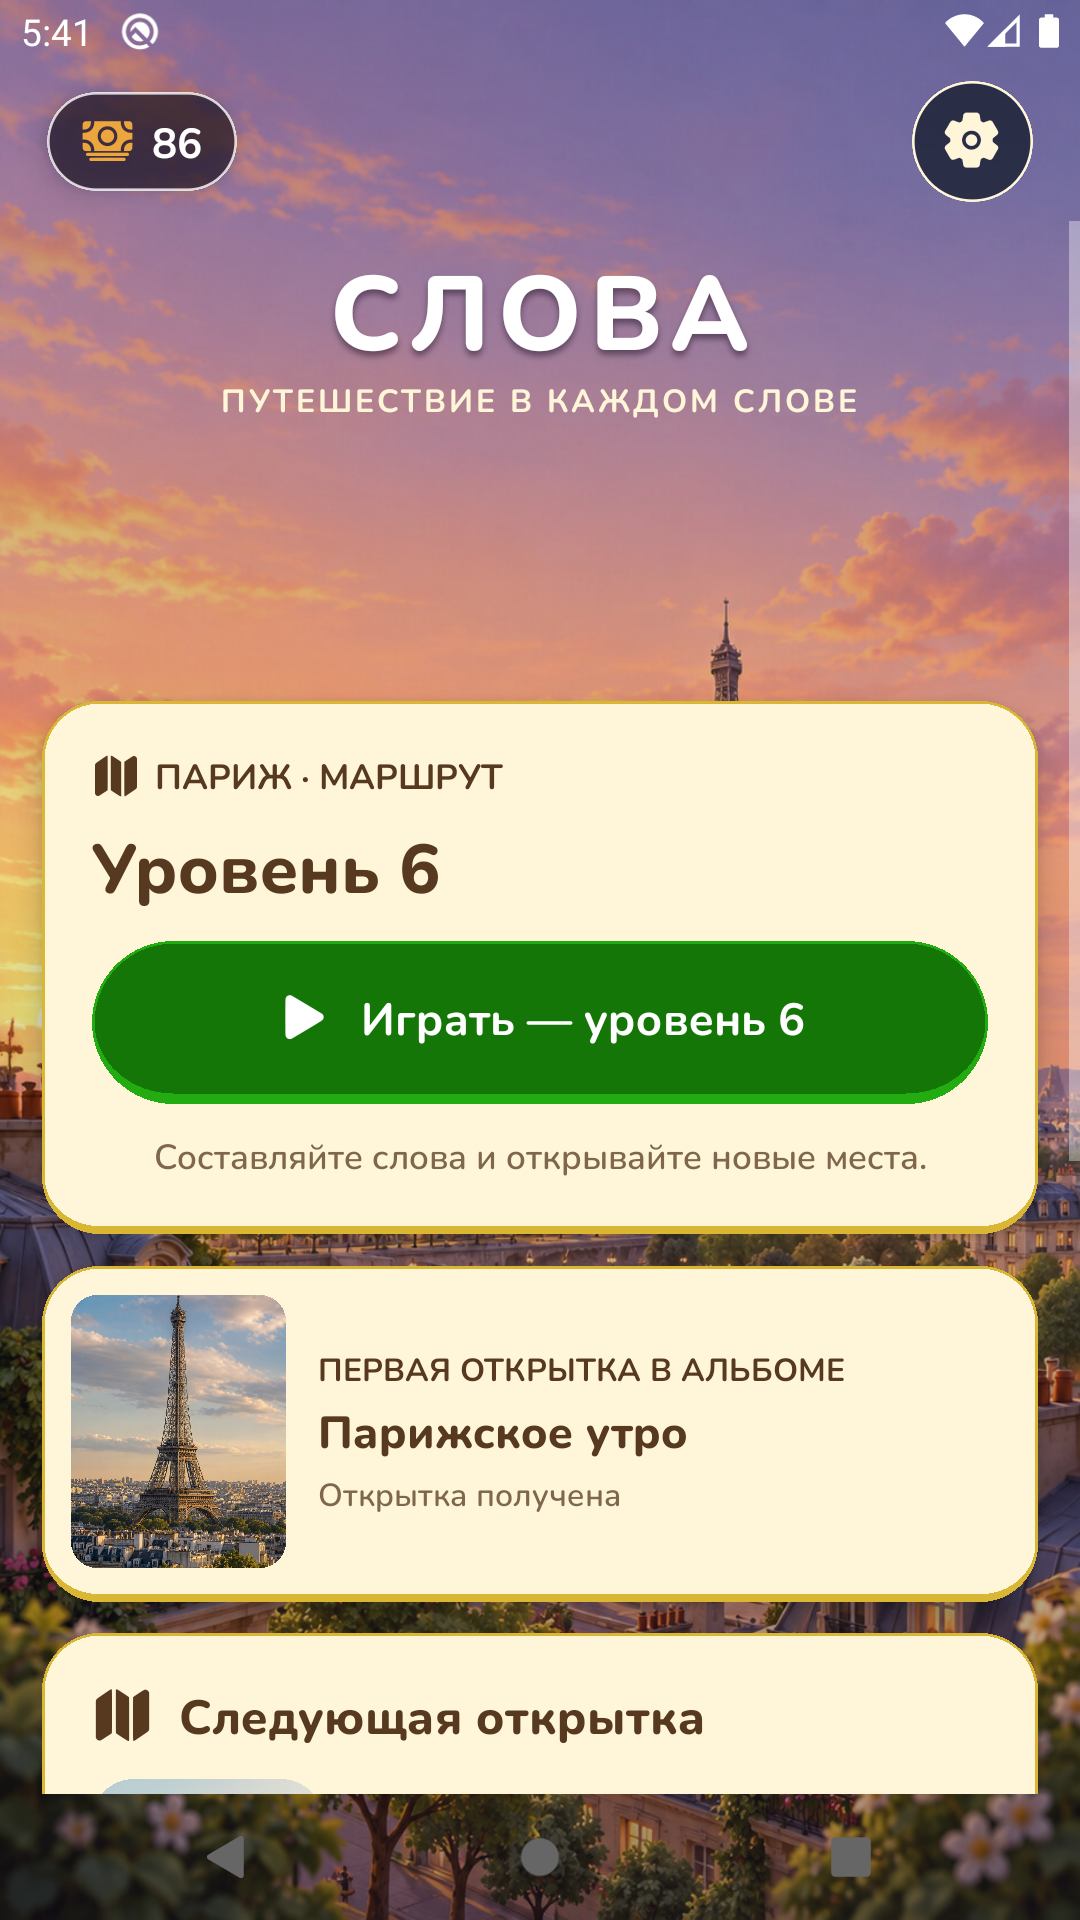 5:41
86
СЛОВА
ПУТЕШЕСТВИЕ В КАЖДОМ СЛОВЕ
ПАРИЖ · МАРШРУТ
Уровень 6
Играть — уровень 6
Составляйте слова и открывайте новые места.
ПЕРВАЯ ОТКРЫТКА В АЛЬБОМЕ
Парижское утро
Открытка получена
Следующая открытка